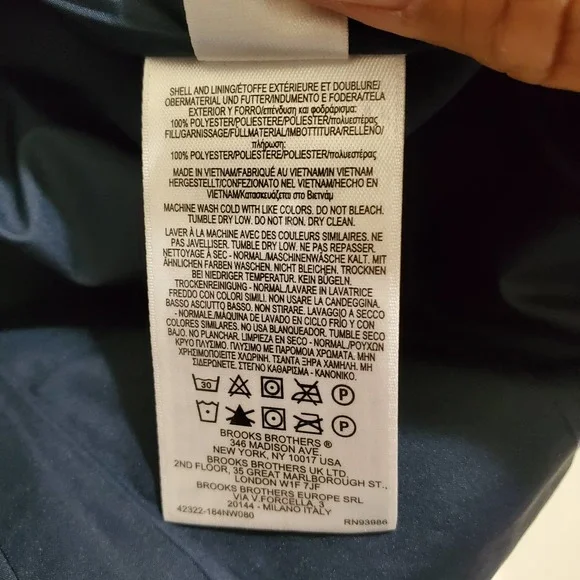 SHELL AND LINING/ÉTOFFE EXTÉRIEURE ET DOUBLURE/
OBERMATERIAL UND FUTTER/INDUMENTO E FODERA/TELA
EXTERIOR Y FORRO/επένδυση και φοδράρισμα:
100% POLYESTER/POLIESTERE/POLIESTER/πολυεστέρας
FILL/GARNISSAGE/FULLMATERIAL/IMBOTTITURA/RELLENO/
πλήρωση:
100% POLYESTER/POLIESTERE/POLIESTER/πολυεστέρας
MADE IN VIETNAM/FABRIQUÉ AU VIETNAM/IN VIETNAM
HERGESTELLT/CONFEZIONATO NEL VIETNAM/HECHO EN
VIETNAM/Κατασκευάζεται στο Βιετνάμ
MACHINE WASH COLD WITH LIKE COLORS. DO NOT BLEACH.
TUMBLE DRY LOW. DO NOT IRON. DRY CLEAN.
LAVER À LA MACHINE AVEC DES COULEURS SIMILAIRES. NE
PAS JAVELLISER. TUMBLE DRY LOW. NE PAS REPASSER.
NETTOYAGE À SEC - NORMAL/MASCHINENWÄSCHE KALT. MIT
ÄHNLICHEN FARBEN WASCHEN. NICHT BLEICHEN. TROCKNEN
BEI NIEDRIGER TEMPERATUR. KEIN BÜGELN.
TROCKENREINIGUNG - NORMAL/LAVARE IN LAVATRICE
FREDDO CON COLORI SIMILI. NON USARE LA CANDEGGINA.
BASSO ASCIUTTO BASSO. NON STIRARE. LAVAGGIO A SECCO
- NORMALE/MAQUINA DE LAVADO EN CICLO FRÍO Y CON
COLORES SIMILARES. NO USA BLANQUEADOR. TUMBLE SECO
BAJO. NO PLANCHAR. LIMPIEZA EN SECO - NORMAL/ΡΟΥΧΩΝ
ΚΡΥΟ ΠΛΥΣΙΜΟ. ΠΛΥΣΙΜΟ ΜΕ ΠΑΡΟΜΟΙΑ ΧΡΩΜΑΤΑ. ΜΗΝ
ΧΡΗΣΙΜΟΠΟΙΕΙΤΕ ΧΛΩΡΙΝΗ. ΤΣΑΝΤΑ ΞΗΡΑ ΧΑΜΗΛΗ. ΜΗ
ΣΙΔΕΡΩΝΕΤΕ. ΣΤΕΓΝΟ ΚΑΘΑΡΙΣΜΑ - ΚΑΝΟΝΙΚΟ.
30 P
P
BROOKS BROTHERS ®
346 MADISON AVE.
NEW YORK, NY 10017 USA
BROOKS BROTHERS UK LTD.
2ND FLOOR, 35 GREAT MARLBOROUGH ST.,
LONDON W1F 7JF
BROOKS BROTHERS EUROPE SRL
VIA V.FORCELLA, 3
20144 - MILANO ITALY
42322-184NW080 RN93986